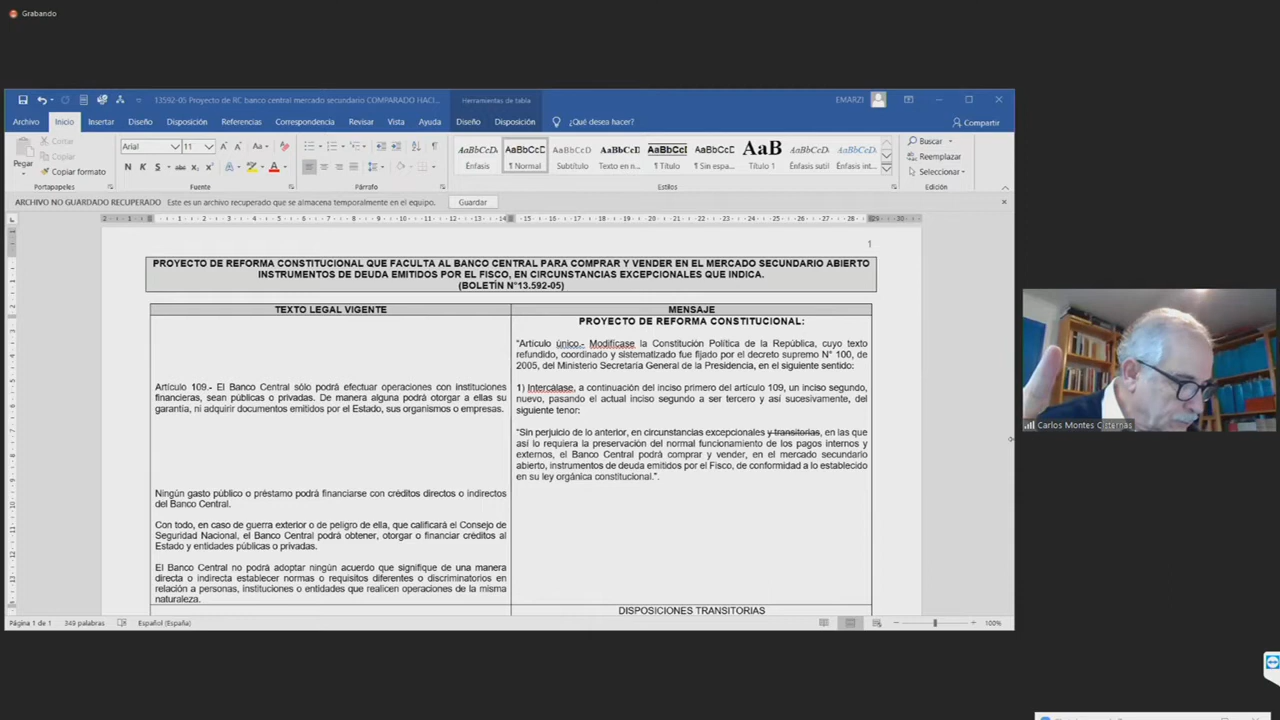 Grabando
13592-05 Proyecto de RC banco central mercado secundario COMPARADO HACI...
Herramientas de tabla
EMARZI
Archivo Inicio Insertar Diseño Disposición Referencias Correspondencia Revisar Vista Ayuda Diseño Disposición ¿Qué desea hacer? Compartir
Pegar
Cortar
Copiar
Copiar formato
Portapapeles
Arial 11
N K S abc x₂ x²
Fuente
Párrafo
AaBbCcDc Énfasis
AaBbCcC ¶ Normal
AaBbCcD Subtítulo
AaBbCcD Texto en n...
AaBbCcC ¶ Título
AaBbCcC ¶ Sin espa...
AaB Título 1
AaBbCcDc Énfasis sutil
AaBbCcDc Énfasis int...
Estilos
Buscar
Reemplazar
Seleccionar
Edición
ARCHIVO NO GUARDADO RECUPERADO Este es un archivo recuperado que se almacena temporalmente en el equipo. Guardar
1
PROYECTO DE REFORMA CONSTITUCIONAL QUE FACULTA AL BANCO CENTRAL PARA COMPRAR Y VENDER EN EL MERCADO SECUNDARIO ABIERTO
INSTRUMENTOS DE DEUDA EMITIDOS POR EL FISCO, EN CIRCUNSTANCIAS EXCEPCIONALES QUE INDICA.
(BOLETÍN N°13.592-05)
TEXTO LEGAL VIGENTE
Artículo 109.- El Banco Central sólo podrá efectuar operaciones con instituciones
financieras, sean públicas o privadas. De manera alguna podrá otorgar a ellas su
garantía, ni adquirir documentos emitidos por el Estado, sus organismos o empresas.
Ningún gasto público o préstamo podrá financiarse con créditos directos o indirectos
del Banco Central.
Con todo, en caso de guerra exterior o de peligro de ella, que calificará el Consejo de
Seguridad Nacional, el Banco Central podrá obtener, otorgar o financiar créditos al
Estado y entidades públicas o privadas.
El Banco Central no podrá adoptar ningún acuerdo que signifique de una manera
directa o indirecta establecer normas o requisitos diferentes o discriminatorios en
relación a personas, instituciones o entidades que realicen operaciones de la misma
naturaleza.
MENSAJE
PROYECTO DE REFORMA CONSTITUCIONAL:
“Artículo único.- Modifícase la Constitución Política de la República, cuyo texto
refundido, coordinado y sistematizado fue fijado por el decreto supremo N° 100, de
2005, del Ministerio Secretaría General de la Presidencia, en el siguiente sentido:
1) Intercálase, a continuación del inciso primero del artículo 109, un inciso segundo,
nuevo, pasando el actual inciso segundo a ser tercero y así sucesivamente, del
siguiente tenor:
“Sin perjuicio de lo anterior, en circunstancias excepcionales y transitorias, en las que
así lo requiera la preservación del normal funcionamiento de los pagos internos y
externos, el Banco Central podrá comprar y vender, en el mercado secundario
abierto, instrumentos de deuda emitidos por el Fisco, de conformidad a lo establecido
en su ley orgánica constitucional.”.
DISPOSICIONES TRANSITORIAS
Página 1 de 1 349 palabras Español (España) 100%
Carlos Montes Cisternas